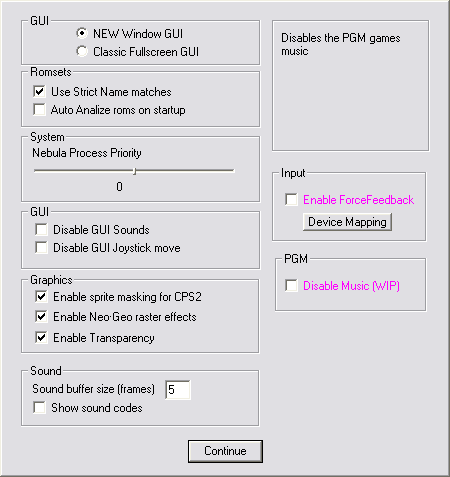 GUI
NEW Window GUI
Classic Fullscreen GUI
Romsets
Use Strict Name matches
Auto Analize roms on startup
System
Nebula Process Priority
0
GUI
Disable GUI Sounds
Disable GUI Joystick move
Graphics
Enable sprite masking for CPS2
Enable Neo-Geo raster effects
Enable Transparency
Sound
Sound buffer size (frames) 5
Show sound codes
Disables the PGM games
music
Input
Enable ForceFeedback
Device Mapping
PGM
Disable Music (WIP)
Continue